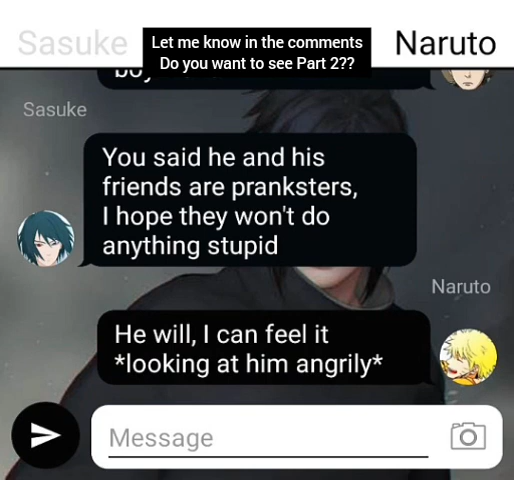 Sasuke
Let me know in the comments
Do you want to see Part 2??
Naruto
Sasuke
You said he and his
friends are pranksters,
I hope they won't do
anything stupid
Naruto
He will, I can feel it
*looking at him angrily*
Message